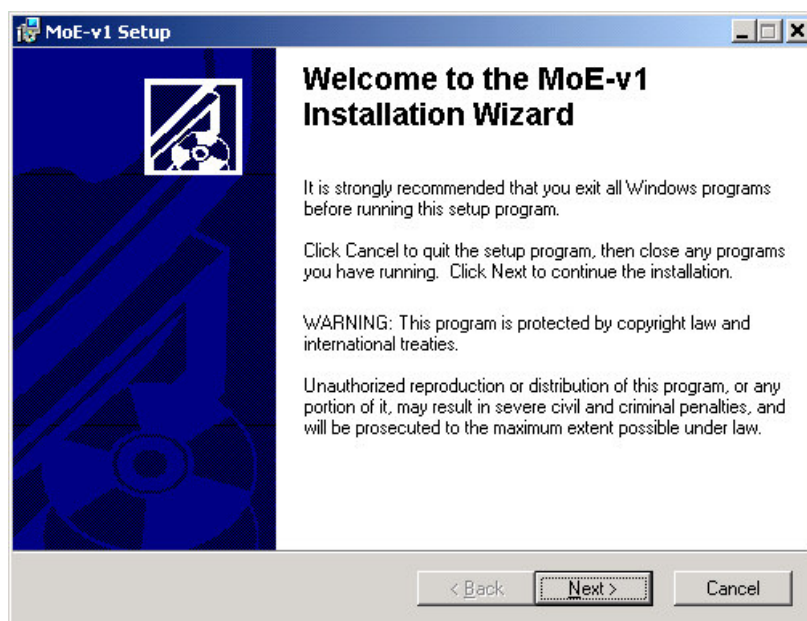 MoE-v1 Setup
Welcome to the MoE-v1
Installation Wizard
It is strongly recommended that you exit all Windows programs
before running this setup program.
Click Cancel to quit the setup program, then close any programs
you have running.  Click Next to continue the installation.
WARNING: This program is protected by copyright law and
international treaties.
Unauthorized reproduction or distribution of this program, or any
portion of it, may result in severe civil and criminal penalties, and
will be prosecuted to the maximum extent possible under law.
< Back
Next >
Cancel